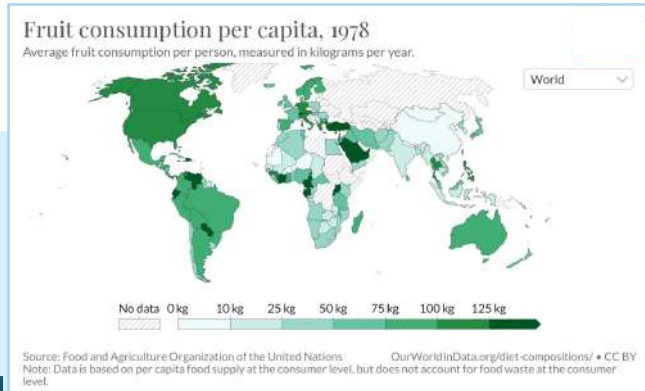 Fruit consumption per capita, 1978
Average fruit consumption per person, measured in kilograms per year.
World
No data 0 kg 10 kg 25 kg 50 kg 75 kg 100 kg 125 kg
Source: Food and Agriculture Organization of the United Nations OurWorldInData.org/diet-compositions/ • CC BY
Note: Data is based on per capita food supply at the consumer level, but does not account for food waste at the consumer
level.